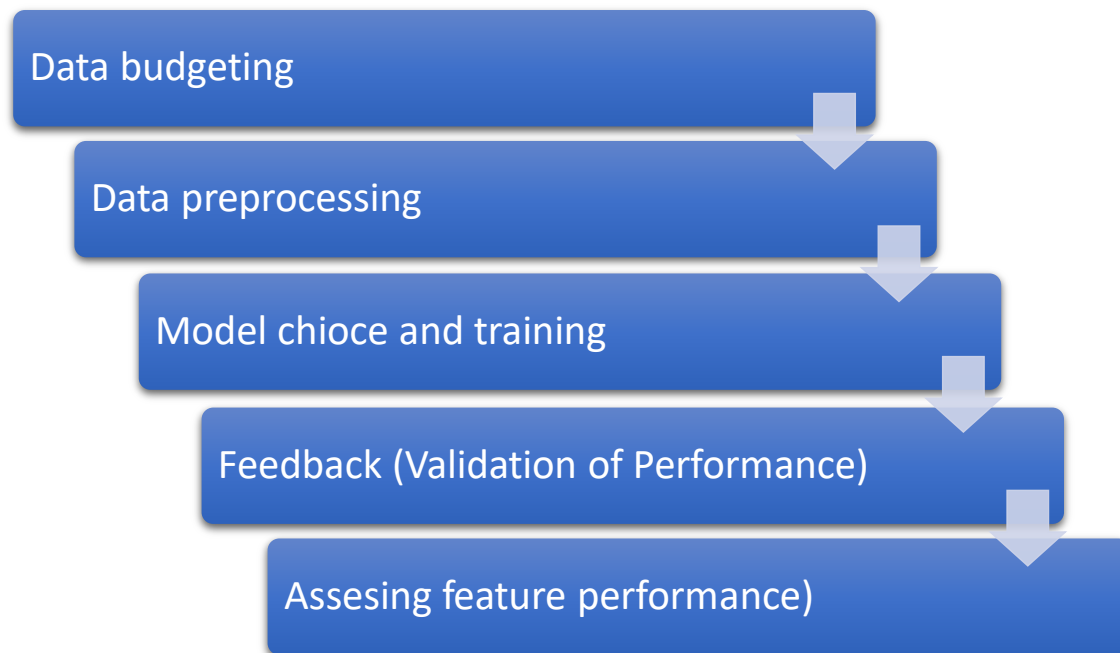 Data budgeting
Data preprocessing
Model chioce and training
Feedback (Validation of Performance)
Assesing feature performance)